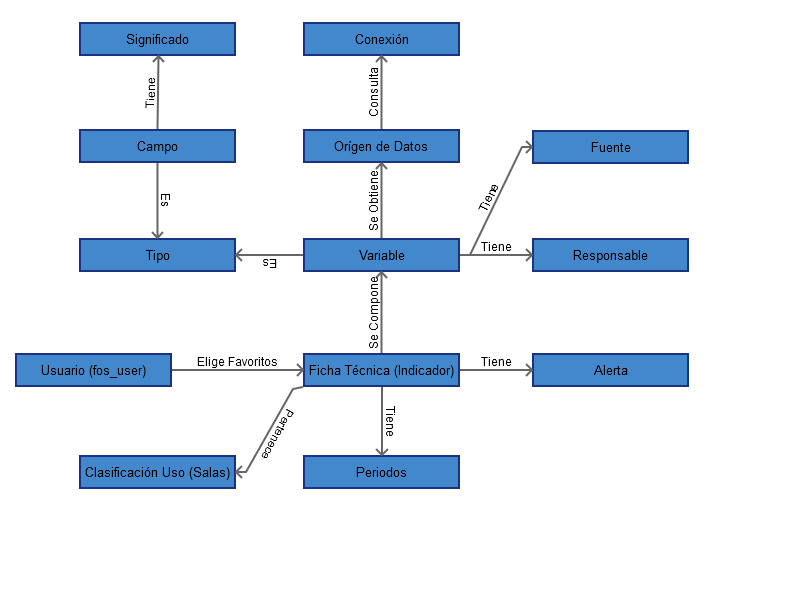 Significado
Conexión
Tiene
Consulta
Campo
Orígen de Datos
Fuente
Es
Se Obtiene
Tiene
Tipo
Es
Variable
Tiene
Responsable
Se Compone
Usuario (fos_user)
Elige Favoritos
Ficha Técnica (Indicador)
Tiene
Alerta
Pertenece
Tiene
Clasificación Uso (Salas)
Periodos